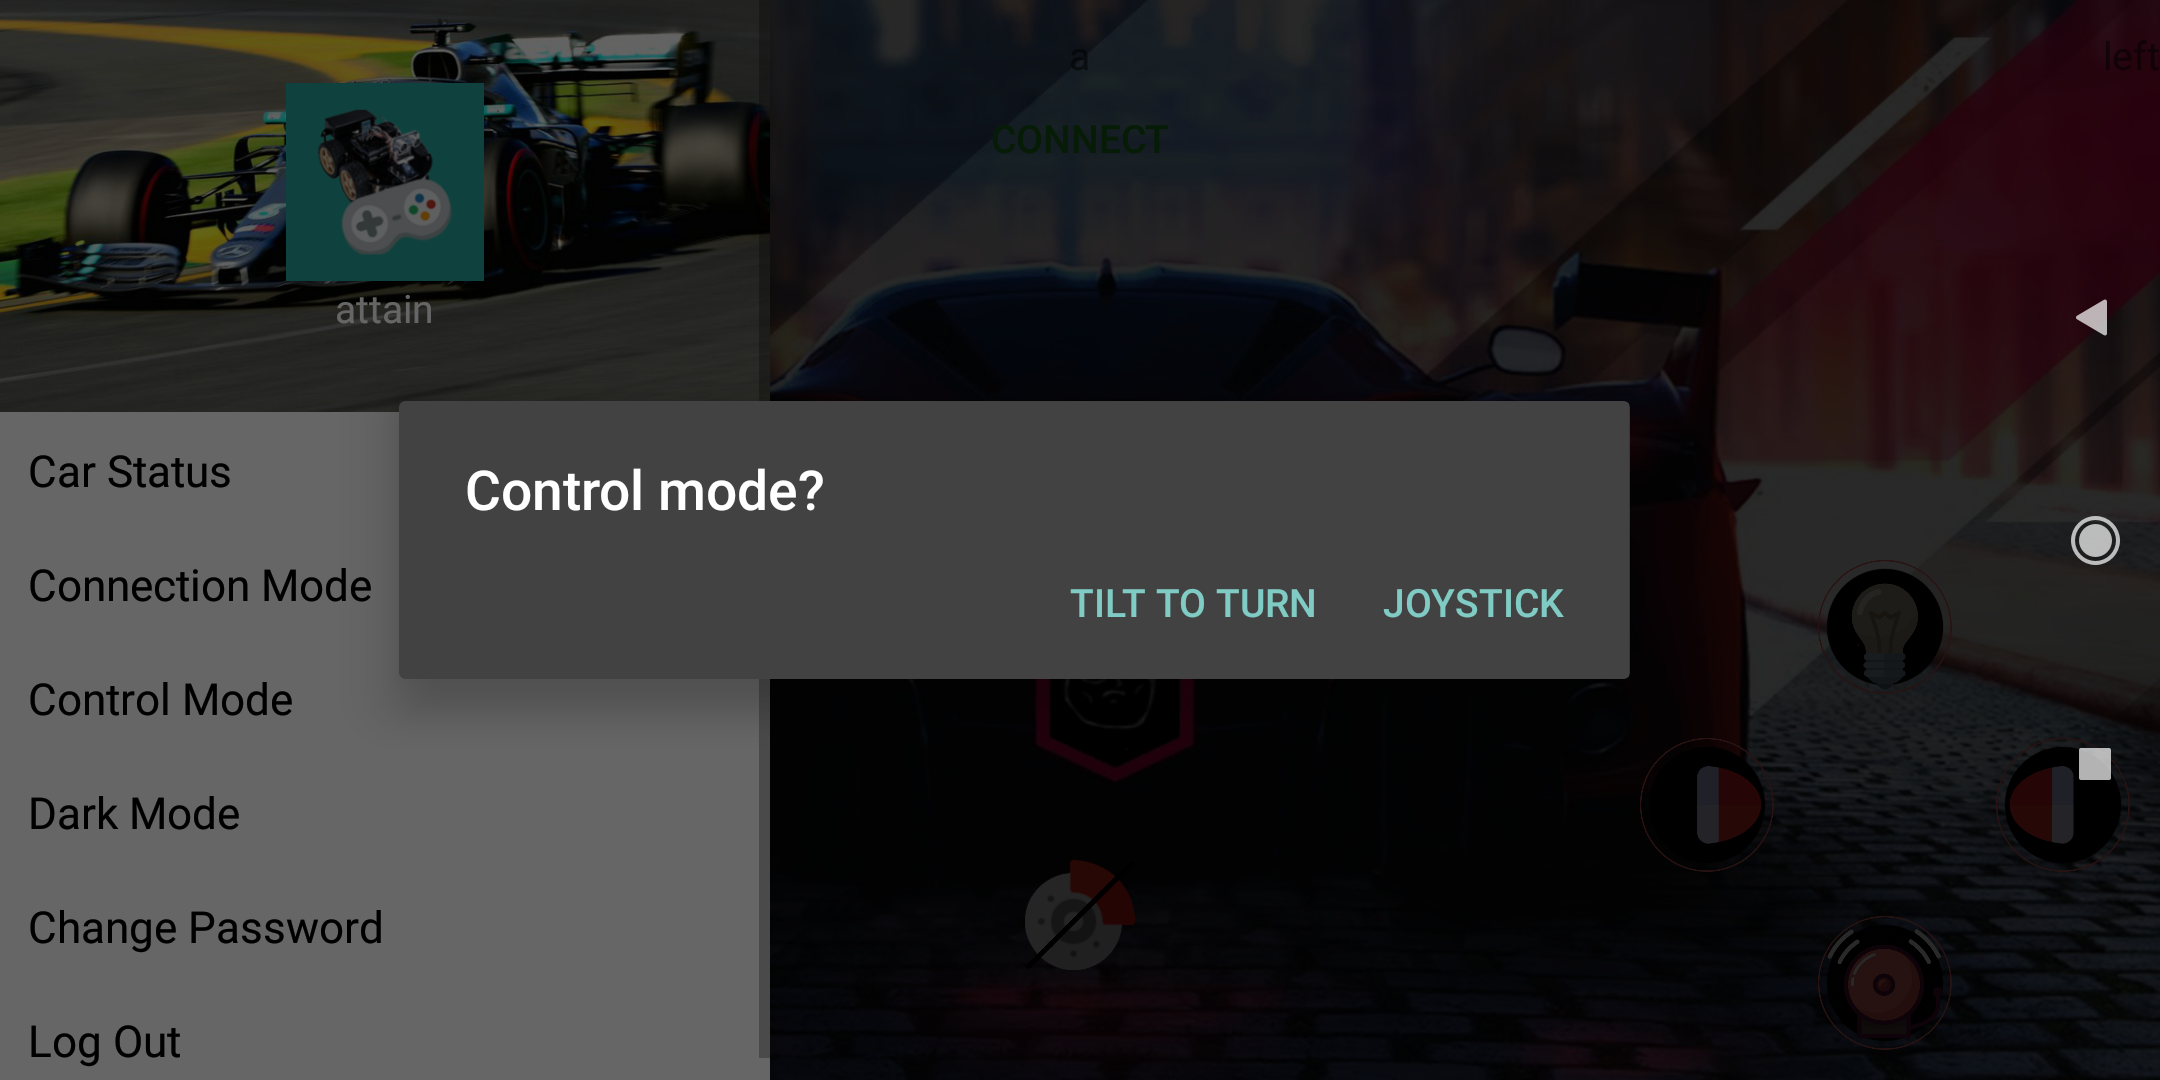 a
left
CONNECT
attain
Car Status
Connection Mode
Control Mode
Dark Mode
Change Password
Log Out
Control mode?
TILT TO TURN
JOYSTICK